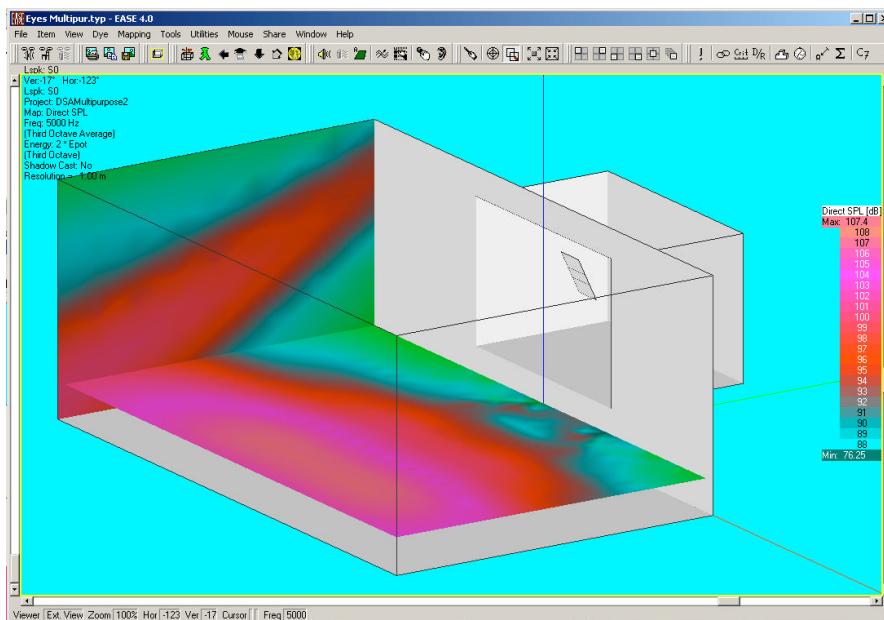 Eyes Multipur.typ - EASE 4.0
File Item View Dye Mapping Tools Utilities Mouse Share Window Help
Lspk: S0
Ver:-17° Hor:-123°
Lspk: S0
Project: DSAMultipurpose2
Map: Direct SPL
Freq: 5000 Hz
(Third Octave Average)
Energy: 2 * Epot
(Third Octave)
Shadow Cast: No
Resolution = 1.00 m
Direct SPL [dB]
Max: 107.4
108
107
106
105
104
103
102
101
100
99
98
97
96
95
94
93
92
91
90
89
88
Min: 76.25
Viewer Ext. View Zoom 100% Hor -123 Ver -17 Cursor Freq 5000